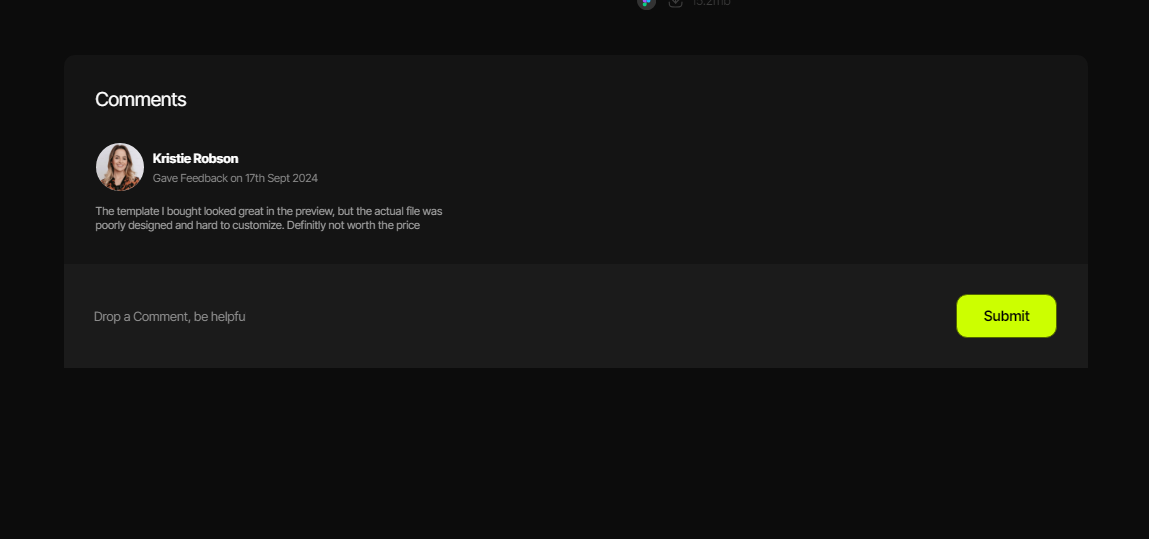 15.2mb
Comments
Kristie Robson
Gave Feedback on 17th Sept 2024
The template I bought looked great in the preview, but the actual file was
poorly designed and hard to customize. Definitly not worth the price
Drop a Comment, be helpfu
Submit